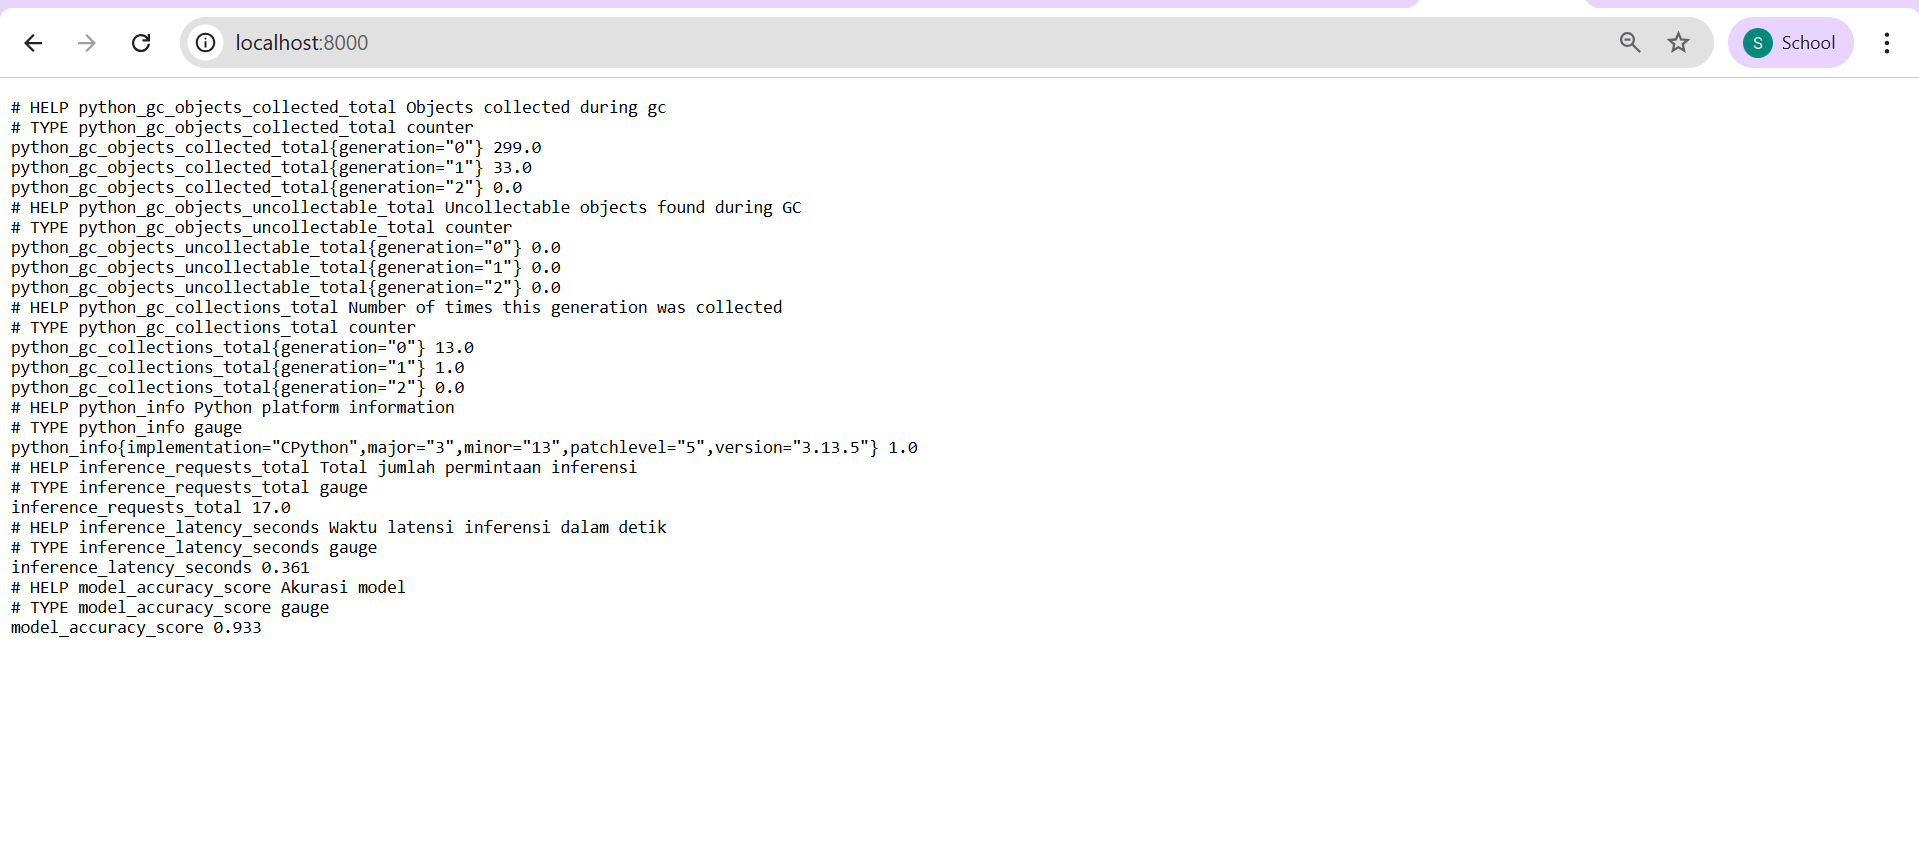 localhost:8000
S School
# HELP python_gc_objects_collected_total Objects collected during gc
# TYPE python_gc_objects_collected_total counter
python_gc_objects_collected_total{generation="0"} 299.0
python_gc_objects_collected_total{generation="1"} 33.0
python_gc_objects_collected_total{generation="2"} 0.0
# HELP python_gc_objects_uncollectable_total Uncollectable objects found during GC
# TYPE python_gc_objects_uncollectable_total counter
python_gc_objects_uncollectable_total{generation="0"} 0.0
python_gc_objects_uncollectable_total{generation="1"} 0.0
python_gc_objects_uncollectable_total{generation="2"} 0.0
# HELP python_gc_collections_total Number of times this generation was collected
# TYPE python_gc_collections_total counter
python_gc_collections_total{generation="0"} 13.0
python_gc_collections_total{generation="1"} 1.0
python_gc_collections_total{generation="2"} 0.0
# HELP python_info Python platform information
# TYPE python_info gauge
python_info{implementation="CPython",major="3",minor="13",patchlevel="5",version="3.13.5"} 1.0
# HELP inference_requests_total Total jumlah permintaan inferensi
# TYPE inference_requests_total gauge
inference_requests_total 17.0
# HELP inference_latency_seconds Waktu latensi inferensi dalam detik
# TYPE inference_latency_seconds gauge
inference_latency_seconds 0.361
# HELP model_accuracy_score Akurasi model
# TYPE model_accuracy_score gauge
model_accuracy_score 0.933